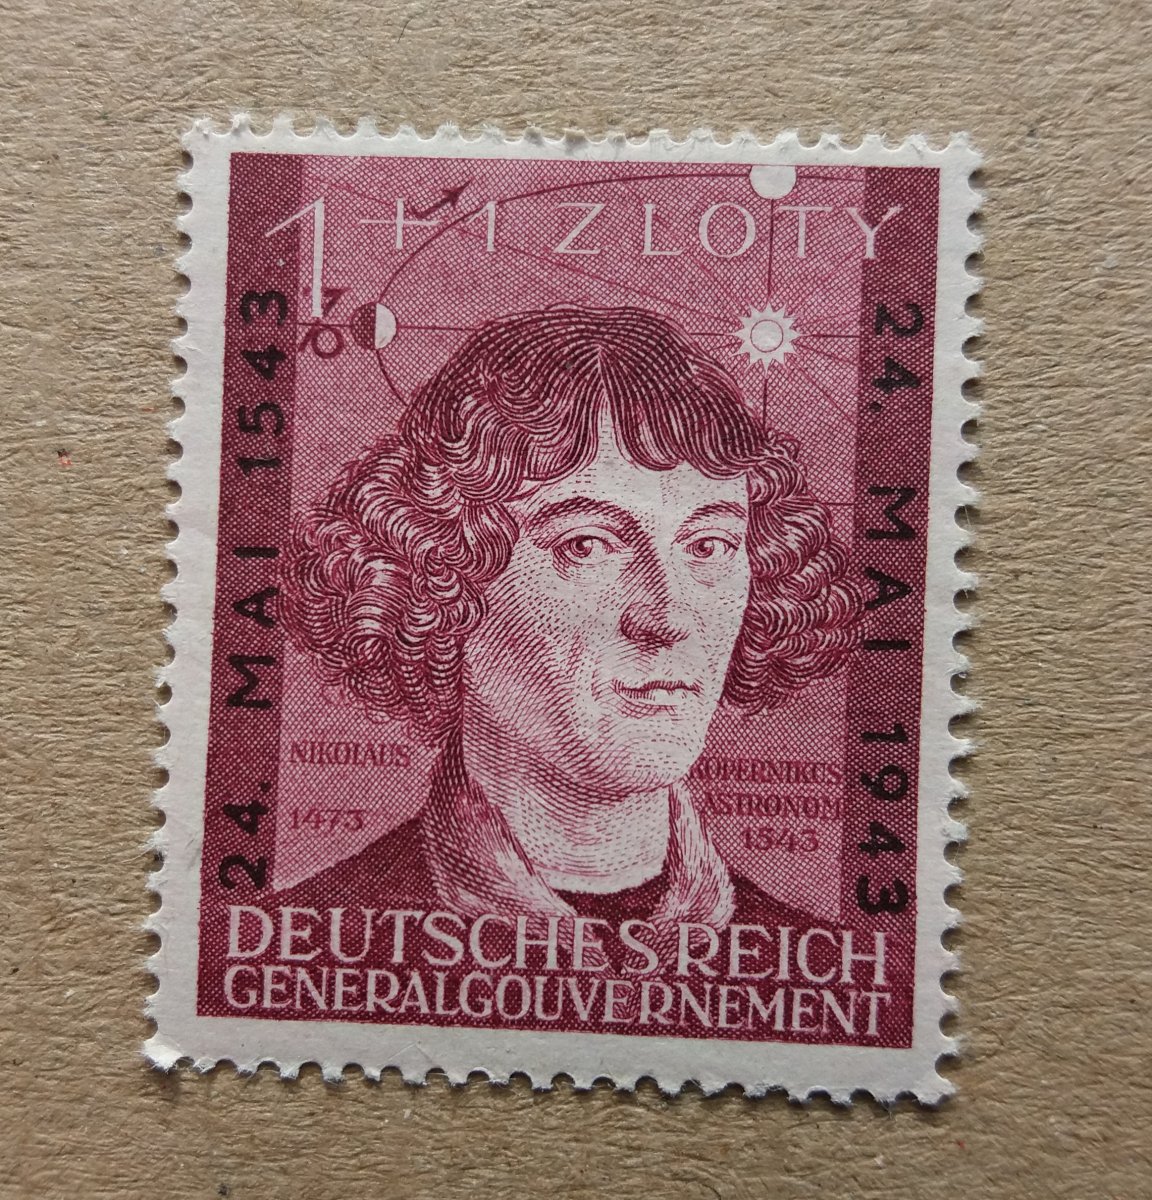 1 + 1 ZLOTY
24. MAI 1543
24. MAI 1943
NIKOLAUS
1473
KOPERNIKUS
ASTRONOM
1543
DEUTSCHES REICH
GENERALGOUVERNEMENT